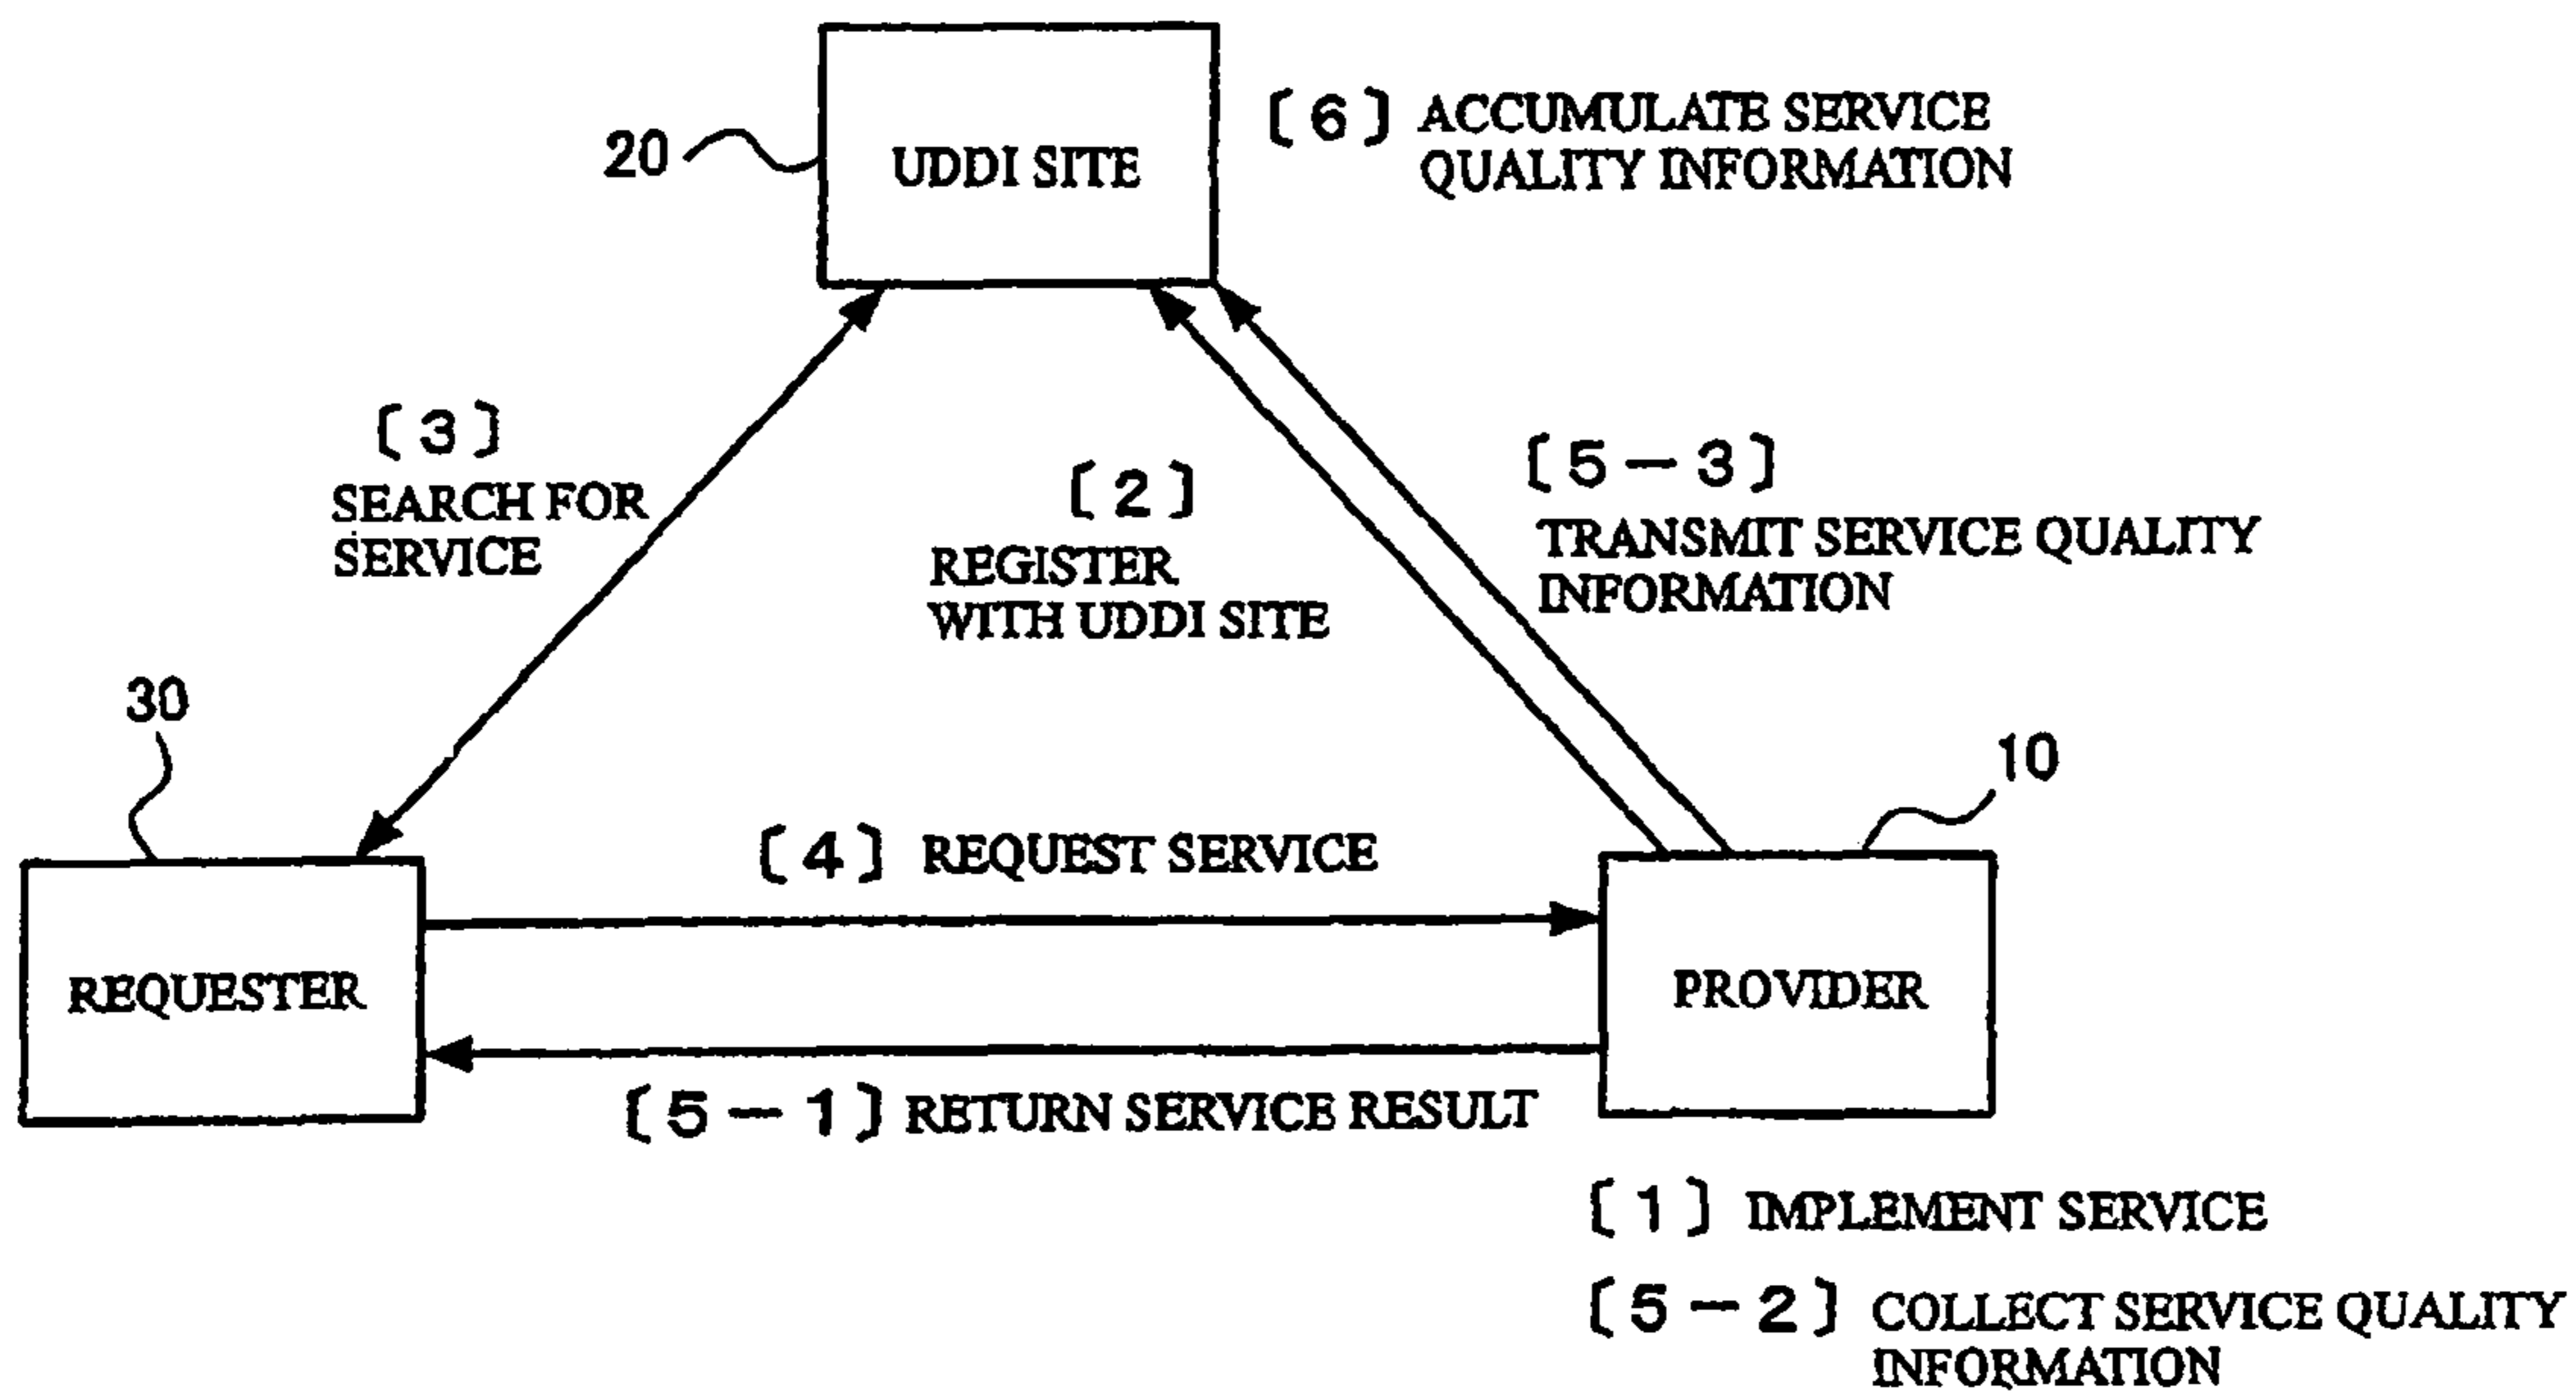 20
UDDI SITE
[6] ACCUMULATE SERVICE
QUALITY INFORMATION
[3]
SEARCH FOR
SERVICE
[2]
REGISTER
WITH UDDI SITE
[5-3]
TRANSMIT SERVICE QUALITY
INFORMATION
30
10
[4] REQUEST SERVICE
REQUESTER
PROVIDER
[5-1] RETURN SERVICE RESULT
[1] IMPLEMENT SERVICE
[5-2] COLLECT SERVICE QUALITY
INFORMATION